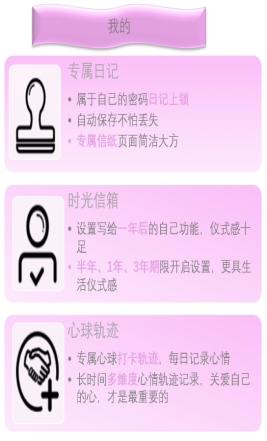 我的
专属日记
• 属于自己的密码日记上锁
• 自动保存不怕丢失
• 专属信纸页面简洁大方
时光信箱
• 设置写给一年后的自己功能，仪式感十
足
• 半年、1年、3年期限开启设置，更具生
活仪式感
心球轨迹
• 专属心球打卡轨迹，每日记录心情
• 长时间多维度心情轨迹记录，关爱自己
的心，才是最重要的